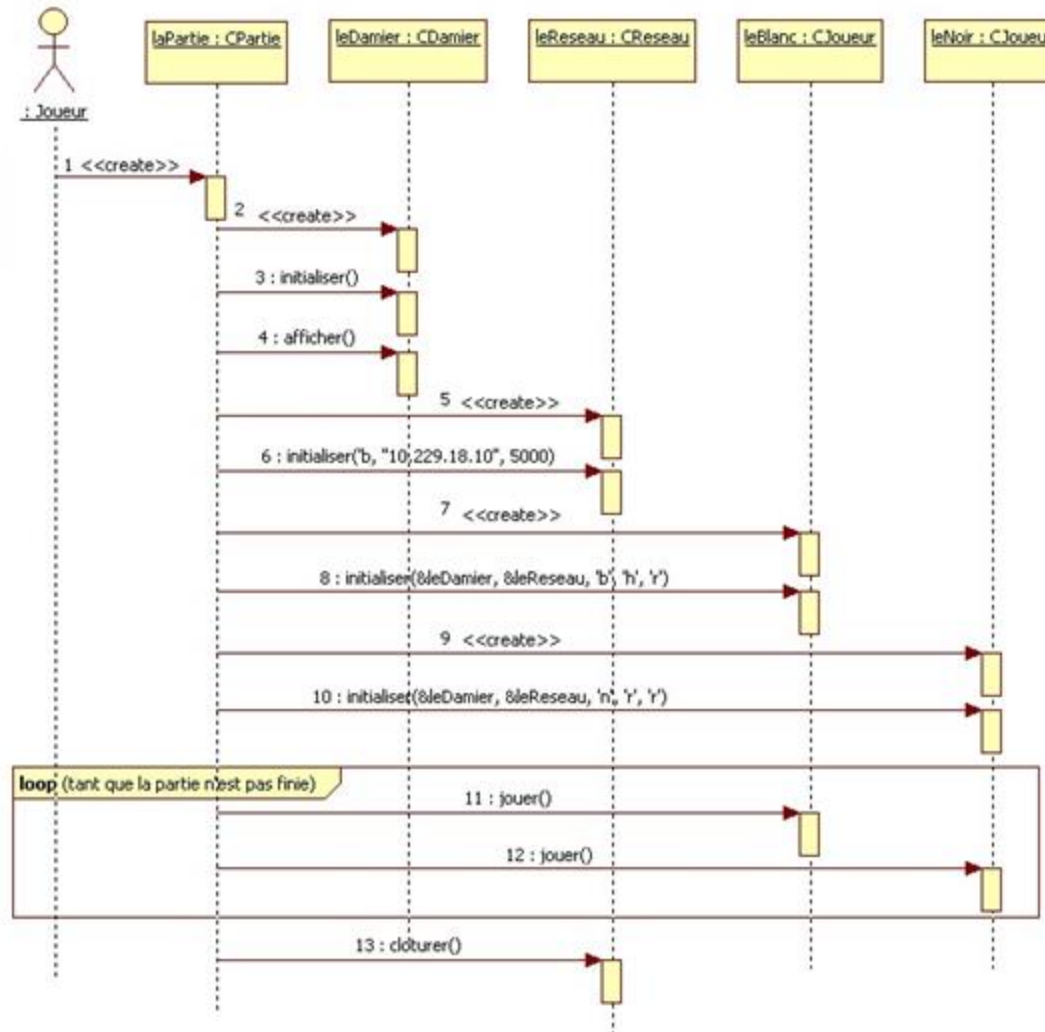 laPartie : CPartie
leDamier : CDamier
leReseau : CReseau
leBlanc : CJoueur
leNoir : CJoueu
: Joueur
1 <<create>>
2 <<create>>
3 : initialiser()
4 : afficher()
5 <<create>>
6 : initialiser('b, "10.229.18.10", 5000)
7 <<create>>
8 : initialiser(&leDamier, &leReseau, 'b', 'h', 'r')
9 <<create>>
10 : initialiser(&leDamier, &leReseau, 'n', 'r', 'r')
loop (tant que la partie n'est pas finie)
11 : jouer()
12 : jouer()
13 : cloturer()